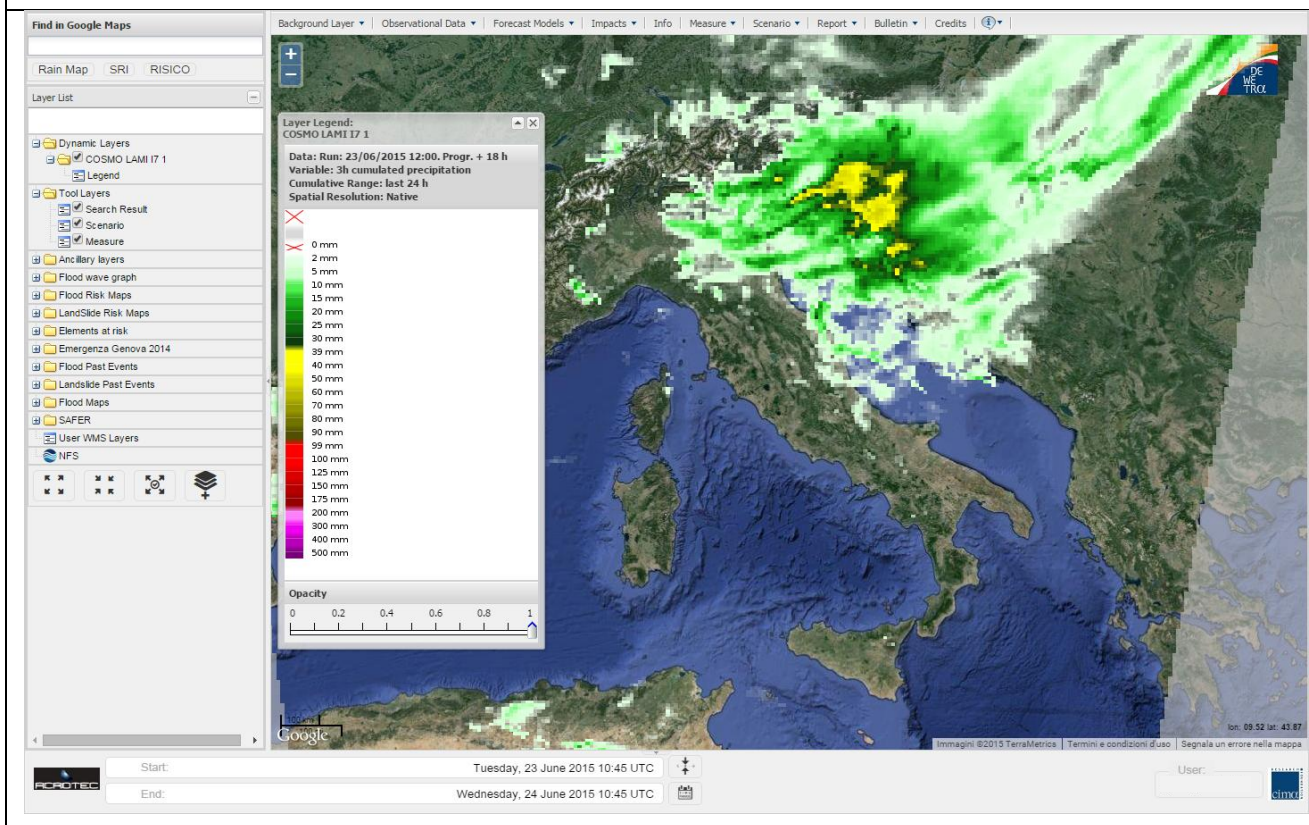 Find in Google Maps
Rain Map SRI RISICO
Layer List
Dynamic Layers
COSMO LAMI I7 1
Legend
Tool Layers
Search Result
Scenario
Measure
Ancillary layers
Flood wave graph
Flood Risk Maps
LandSlide Risk Maps
Elements at risk
Emergenza Genova 2014
Flood Past Events
Landslide Past Events
Flood Maps
SAFER
User WMS Layers
NFS
Background Layer Observational Data Forecast Models Impacts Info Measure Scenario Report Bulletin Credits
DE
WE
TRα
Layer Legend:
COSMO LAMI I7 1
Data: Run: 23/06/2015 12:00. Progr. + 18 h
Variable: 3h cumulated precipitation
Cumulative Range: last 24 h
Spatial Resolution: Native
0 mm
2 mm
5 mm
10 mm
15 mm
20 mm
25 mm
30 mm
39 mm
40 mm
50 mm
60 mm
70 mm
80 mm
90 mm
99 mm
100 mm
125 mm
150 mm
175 mm
200 mm
300 mm
400 mm
500 mm
Opacity
0 0.2 0.4 0.6 0.8 1
100 km
Google
lon: 09.52 lat: 43.87
Immagini ©2015 TerraMetrics Termini e condizioni d'uso Segnala un errore nella mappa
ACROTEC
Start: Tuesday, 23 June 2015 10:45 UTC
End: Wednesday, 24 June 2015 10:45 UTC
User:
cima